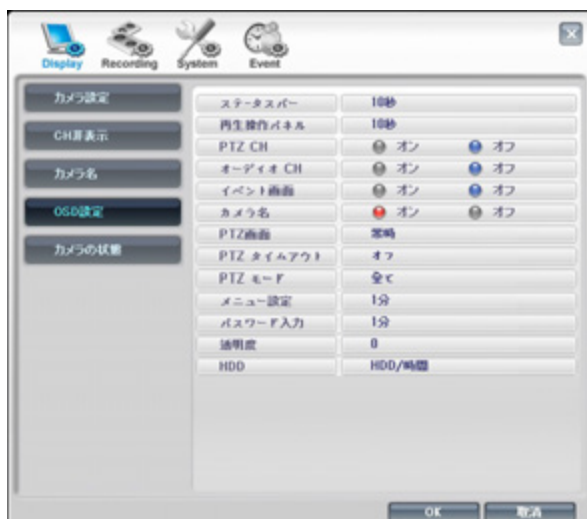 Display Recording System Event
カメラ設定
CH非表示
カメラ名
OSD設定
カメラの状態
ステータスバー 10秒
再生操作パネル 10秒
PTZ CH オン オフ
オーディオ CH オン オフ
イベント画面 オン オフ
カメラ名 オン オフ
PTZ画面 常時
PTZ タイムアウト オフ
PTZ モード 全て
メニュー設定 1分
パスワード入力 1分
透明度 0
HDD HDD/時間
OK 取消